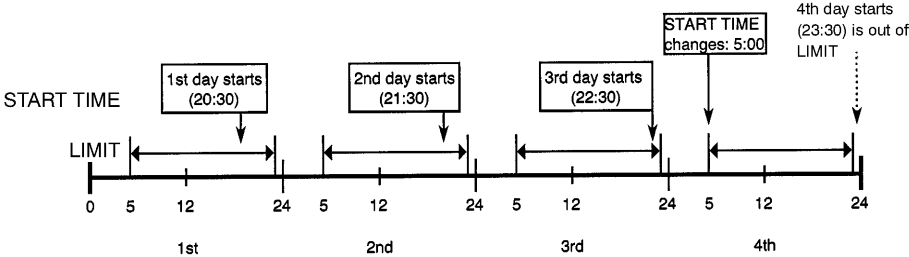 4th day starts
(23:30) is out of
LIMIT
START TIME
changes: 5:00
1st day starts
(20:30)
2nd day starts
(21:30)
3rd day starts
(22:30)
START TIME
LIMIT
0 5 12 24 5 12 24 5 12 24 5 12 24
1st 2nd 3rd 4th